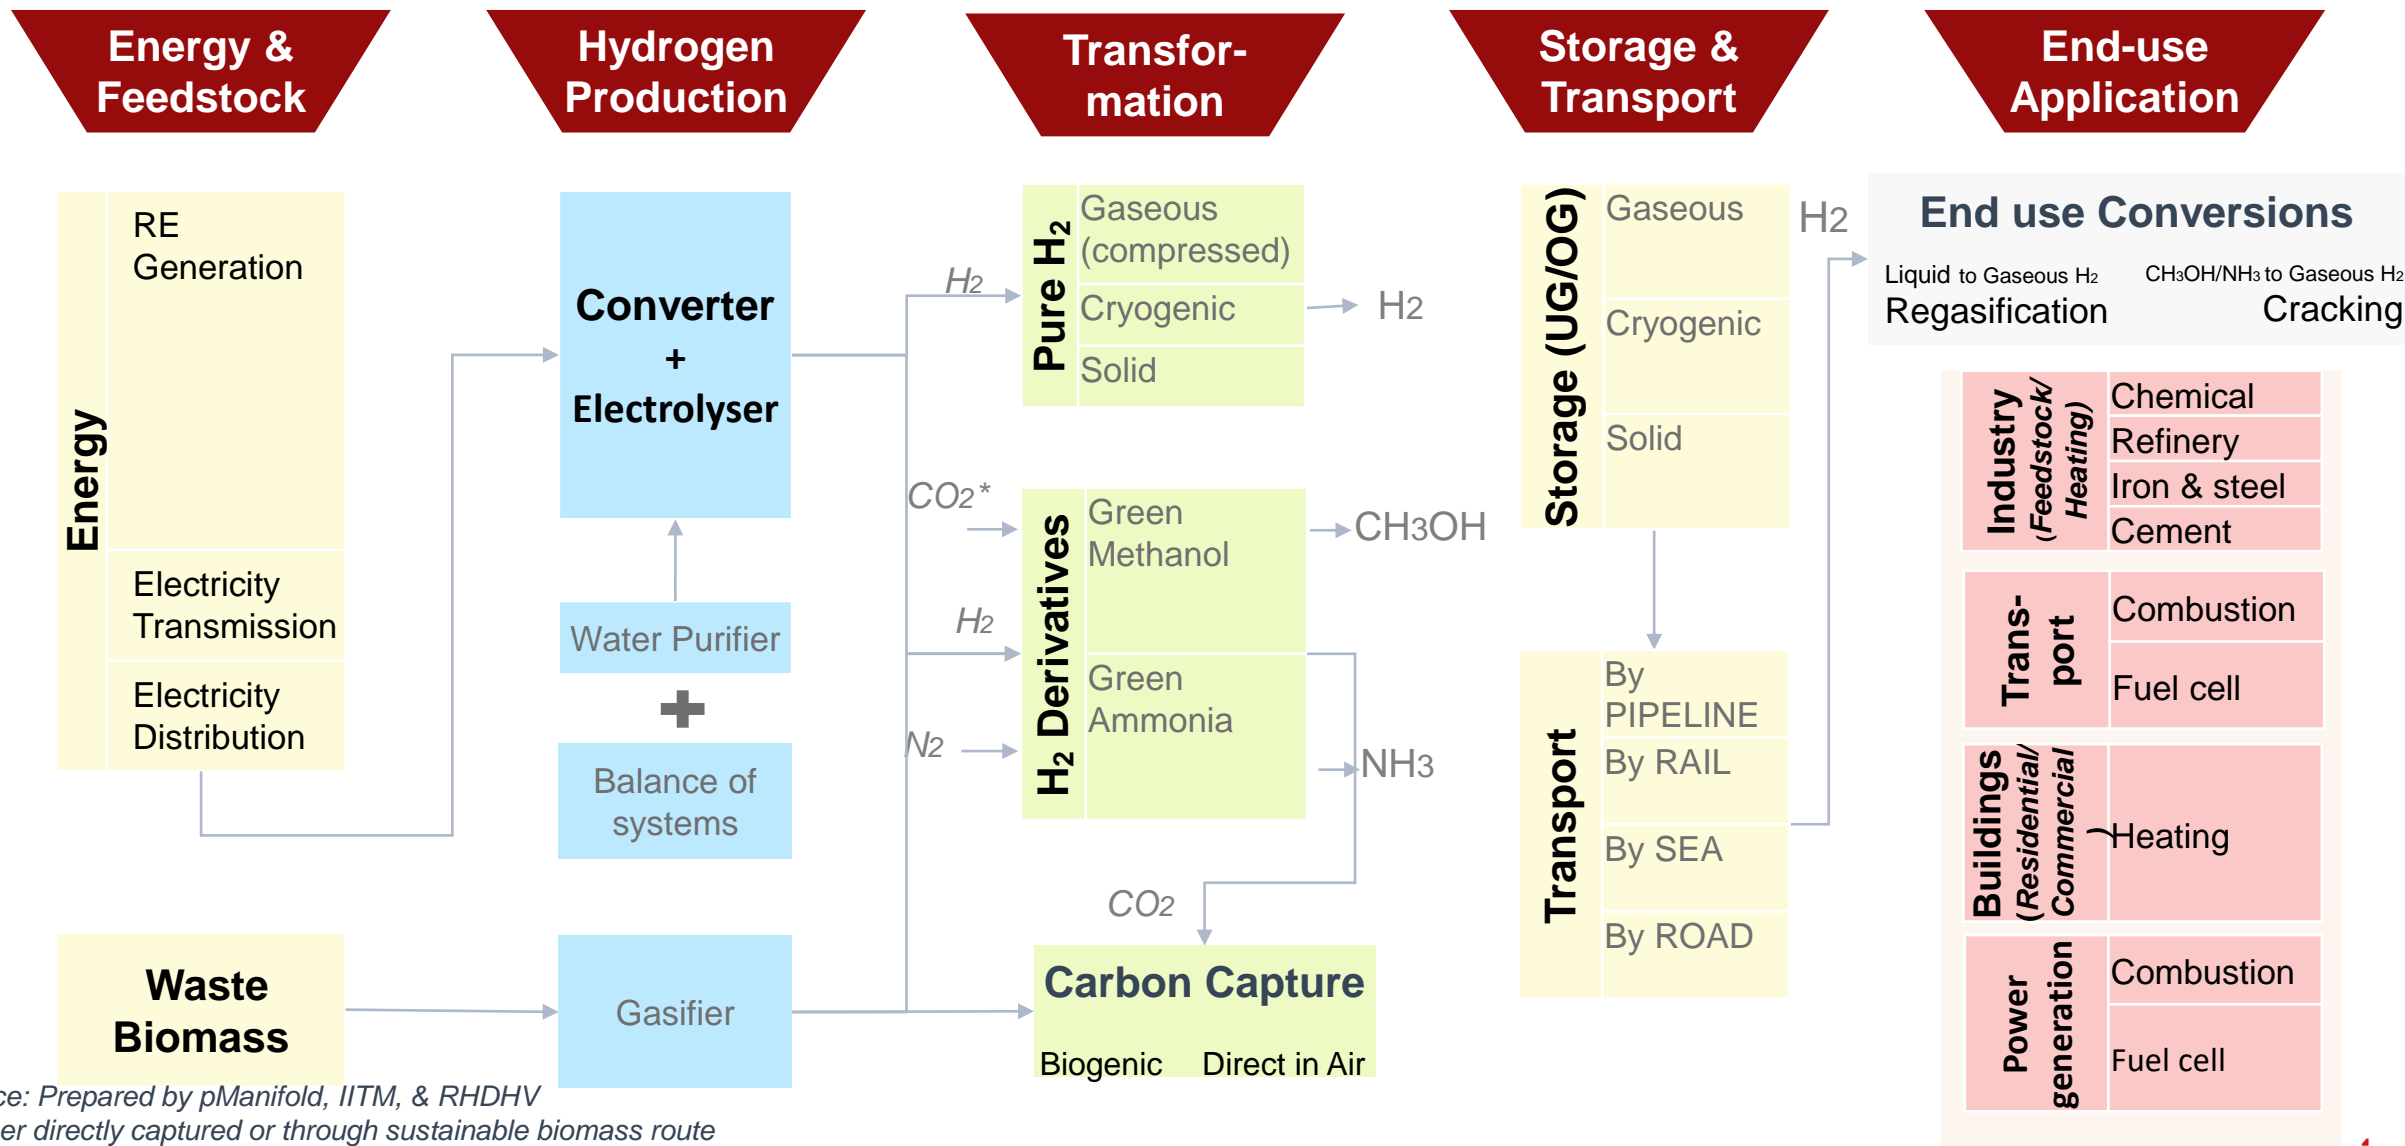 Energy &
Feedstock
Hydrogen
Production
Transfor-
mation
Storage &
Transport
End-use
Application
Energy
RE
Generation
Electricity
Transmission
Electricity
Distribution
Waste
Biomass
Converter
+
Electrolyser
Water Purifier
Balance of
systems
Gasifier
H2
Pure H2
Gaseous
(compressed)
Cryogenic
Solid
H2
CO2*
H2
N2
H2 Derivatives
Green
Methanol
Green
Ammonia
CH3OH
NH3
CO2
Carbon Capture
Biogenic
Direct in Air
Storage (UG/OG)
Gaseous
Cryogenic
Solid
Transport
By
PIPELINE
By RAIL
By SEA
By ROAD
H2
End use Conversions
Liquid to Gaseous H2
Regasification
CH3OH/NH3 to Gaseous H2
Cracking
Industry
(Feedstock/
Heating)
Chemical
Refinery
Iron & steel
Cement
Trans-
port
Combustion
Fuel cell
Buildings
(Residential/
Commercial
)
Heating
Power
generation
Combustion
Fuel cell
ce: Prepared by pManifold, IITM, & RHDHV
er directly captured or through sustainable biomass route